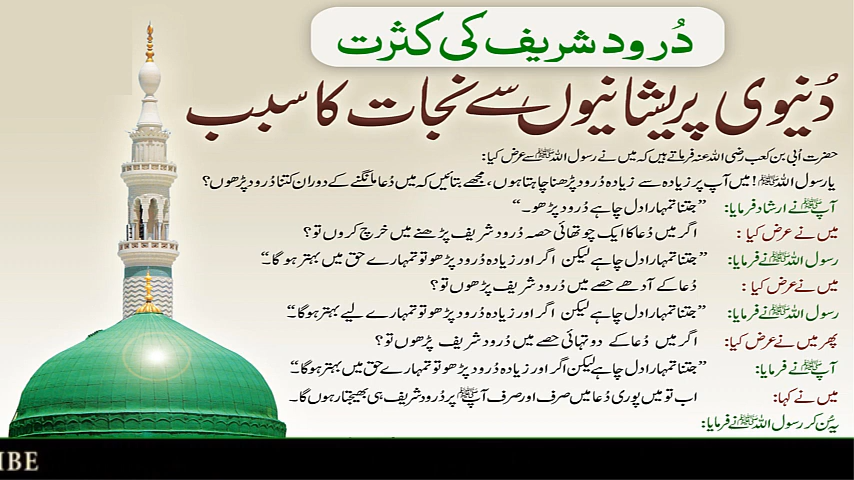 دُرود شریف کی کثرت
دُنیوی پریشانیوں سے نجات کا سبب
حضرت اُبی بن کعب رضی اللہ عنہ فرماتے ہیں کہ میں نے رسول اللہ ﷺ سے عرض کیا:
یا رسول اللہ ﷺ! میں آپ پر زیادہ سے زیادہ دُرود پڑھنا چاہتا ہوں، مجھے بتائیں کہ میں دُعا مانگنے کے دوران کتنا دُرود پڑھوں؟
آپ ﷺ نے ارشاد فرمایا: ”جتنا تمہارا دل چاہے دُرود پڑھو۔“
میں نے عرض کیا: اگر میں دُعا کا ایک چوتھائی حصہ دُرود شریف پڑھنے میں خرچ کروں تو؟
رسول اللہ ﷺ نے فرمایا: ”جتنا تمہارا دل چاہے لیکن اگر اور زیادہ دُرود پڑھو تو تمہارے حق میں بہتر ہو گا۔“
میں نے عرض کیا: دُعا کے آدھے حصے میں دُرود شریف پڑھوں تو؟
رسول اللہ ﷺ نے فرمایا: ”جتنا تمہارا دل چاہے لیکن اگر اور زیادہ دُرود پڑھو تو تمہارے لیے بہتر ہو گا۔“
پھر میں نے عرض کیا: اگر میں دُعا کے دو تہائی حصے میں دُرود شریف پڑھوں تو؟
آپ ﷺ نے فرمایا: ”جتنا تمہارا دل چاہے لیکن اگر اور زیادہ دُرود پڑھو تو تمہارے حق میں بہتر ہو گا۔“
میں نے کہا: اب تو میں پوری دُعا میں صرف اور صرف آپ ﷺ پر دُرود شریف ہی بھیجتا رہوں گا۔
یہ سُن کر رسول اللہ ﷺ نے فرمایا:
IBE